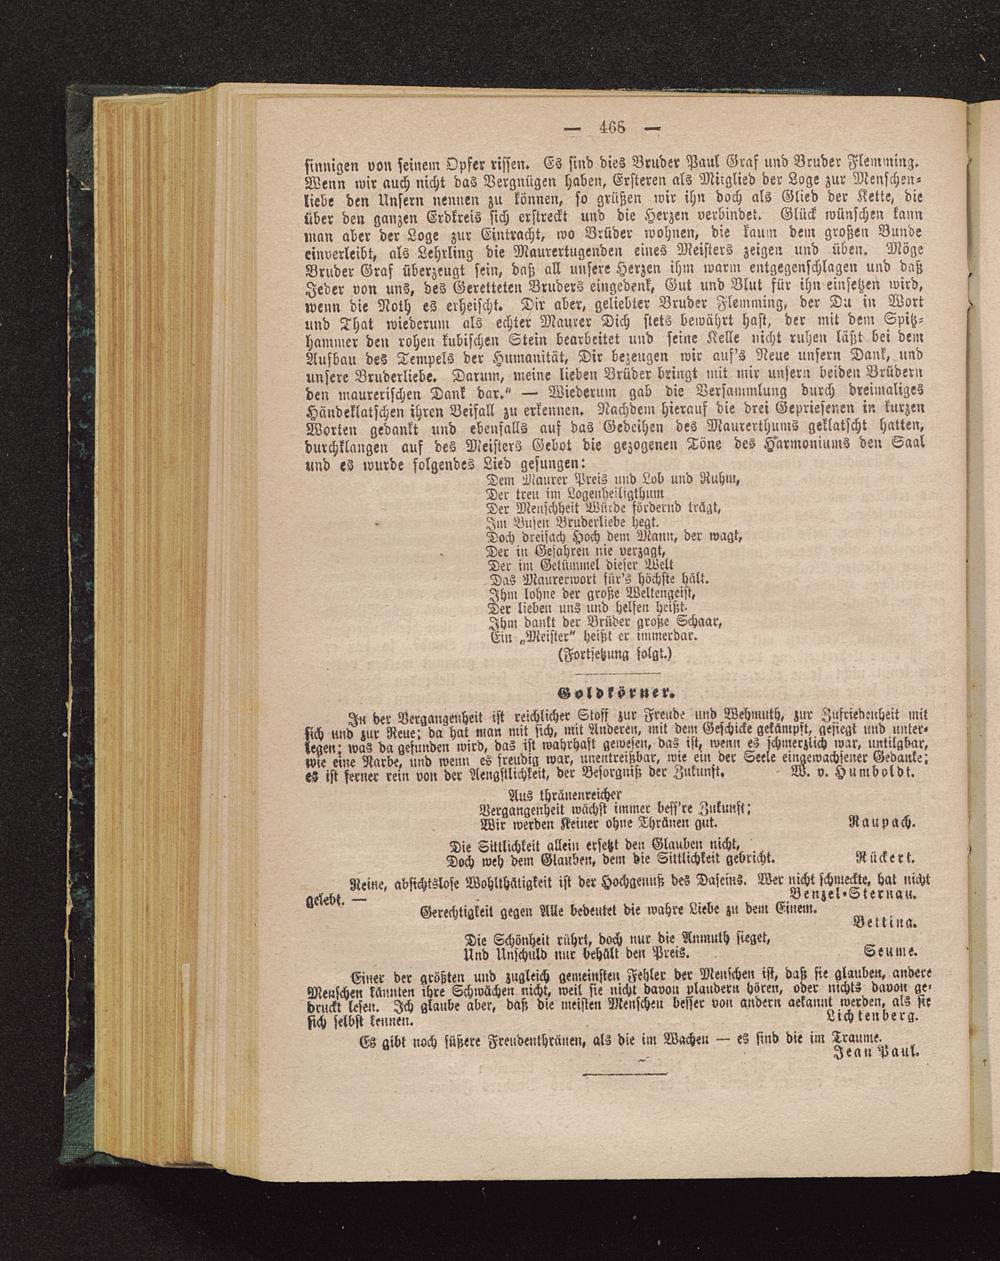 — 468 —
sinnigen von seinem Opfer rissen. Es sind dies Bruder Paul Graf und Bruder Flemming.
Wenn wir auch nicht das Vergnügen haben, Ersteren als Mitglied der Loge zur Menschen-
liebe den Unsern nennen zu können, so grüßen wir ihn doch als Glied der Kette, die
über den ganzen Erdkreis sich erstreckt und die Herzen verbindet. Glück wünschen kann
man aber der Loge zur Eintracht, wo Brüder wohnen, die kaum dem großen Bunde
einverleibt, als Lehrling die Maurertugenden eines Meisters zeigen und üben. Möge
Bruder Graf überzeugt sein, daß all unsere Herzen ihm warm entgegenschlagen und daß
Jeder von uns, des Geretteten Bruders eingedenk, Gut und Blut für ihn einsetzen wird,
wenn die Noth es erheischt. Dir aber, geliebter Bruder Flemming, der Du in Wort
und That wiederum als echter Maurer Dich stets bewährt hast, der mit dem Spitz-
hammer den rohen kubischen Stein bearbeitet und seine Kelle nicht ruhen läßt bei dem
Aufbau des Tempels der Humanität, Dir bezeugen wir auf's Neue unsern Dank, und
unsere Bruderliebe. Darum, meine lieben Brüder bringt mit mir unsern beiden Brüdern
den maurerischen Dank dar.“ — Wiederum gab die Versammlung durch dreimaliges
Händeklatschen ihren Beifall zu erkennen. Nachdem hierauf die drei Gepriesenen in kurzen
Worten gedankt und ebenfalls auf das Gedeihen des Maurerthums geklatscht hatten,
durchklangen auf des Meisters Gebot die gezogenen Töne des Harmoniums den Saal
und es wurde folgendes Lied gesungen:
Dem Maurer Preis und Lob und Ruhm,
Der treu im Logenheiligthum
Der Menschheit Würde fördernd trägt,
Im Busen Bruderliebe hegt.
Doch dreifach Hoch dem Mann, der wagt,
Der in Gefahren nie verzagt,
Der im Getümmel dieser Welt
Das Maurerwort für's höchste hält.
Ihm lohne der große Weltengeist,
Der lieben uns und helfen heißt.
Ihm dankt der Brüder große Schaar,
Ein „Meister“ heißt er immerdar.
(Fortsetzung folgt.)
Goldkörner.
In der Vergangenheit ist reichlicher Stoff zur Freude und Wehmuth, zur Zufriedenheit mit
sich und zur Reue; da hat man mit sich, mit Anderen, mit dem Geschicke gekämpft, gesiegt und unter-
legen; was da gefunden wird, das ist wahrhaft gewesen, das ist, wenn es schmerzlich war, untilgbar,
wie eine Narbe, und wenn es freudig war, unentreißbar, wie ein der Seele eingewachsener Gedanke;
es ist ferner rein von der Aengstlichkeit, der Besorgniß der Zukunft. W. v. Humboldt.
Aus thränenreicher
Vergangenheit wächst immer bess're Zukunft;
Wir werden Keiner ohne Thränen gut. Raupach.
Die Sittlichkeit allein ersetzt den Glauben nicht,
Doch weh dem Glauben, dem die Sittlichkeit gebricht. Rückert.
Reine, absichtslose Wohlthätigkeit ist der Hochgenuß des Daseins. Wer nicht schmeckte, hat nicht
gelebt. — Benzel-Sternau.
Gerechtigkeit gegen Alle bedeutet die wahre Liebe zu dem Einem.
Bettina.
Die Schönheit rührt, doch nur die Anmuth sieget,
Und Unschuld nur behält den Preis. Seume.
Einer der größten und zugleich gemeinsten Fehler der Menschen ist, daß sie glauben, andere
Menschen kännten ihre Schwächen nicht, weil sie nicht davon plaudern hören, oder nichts davon ge-
druckt lesen. Ich glaube aber, daß die meisten Menschen besser von andern gekannt werden, als sie
sich selbst kennen. Lichtenberg.
Es gibt noch süßere Freudenthränen, als die im Wachen — es sind die im Traume.
Jean Paul.